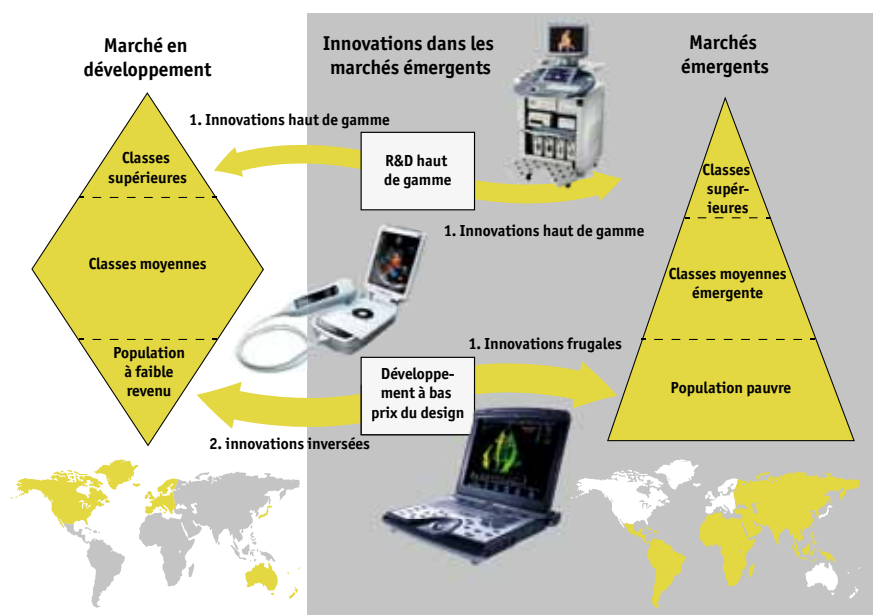 Marché en
développement
Innovations dans les
marchés émergents
Marchés
émergents
1. Innovations haut de gamme
R&D haut
de gamme
Classes
supérieures
Classes
supér-
ieures
1. Innovations haut de gamme
Classes moyennes
Classes moyennes
émergente
1. Innovations frugales
Population
à faible
revenu
Développe-
ment à bas
prix du design
Population pauvre
2. innovations inversées